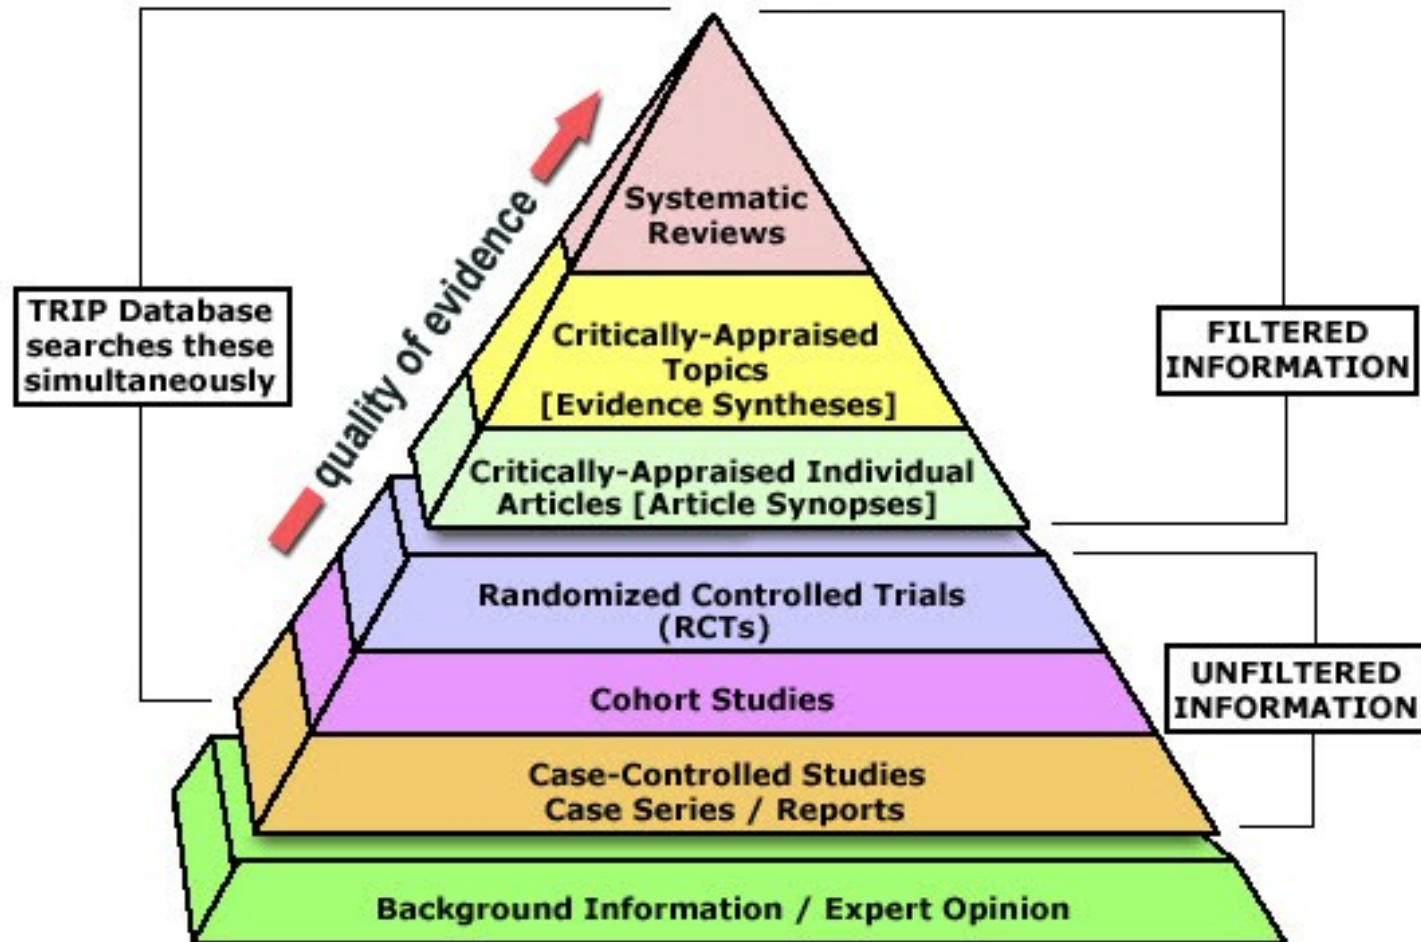 Systematic
Reviews
quality of evidence
TRIP Database
searches these
simultaneously
FILTERED
INFORMATION
Critically-Appraised
Topics
[Evidence Syntheses]
Critically-Appraised Individual
Articles [Article Synopses]
Randomized Controlled Trials
(RCTs)
UNFILTERED
INFORMATION
Cohort Studies
Case-Controlled Studies
Case Series / Reports
Background Information / Expert Opinion